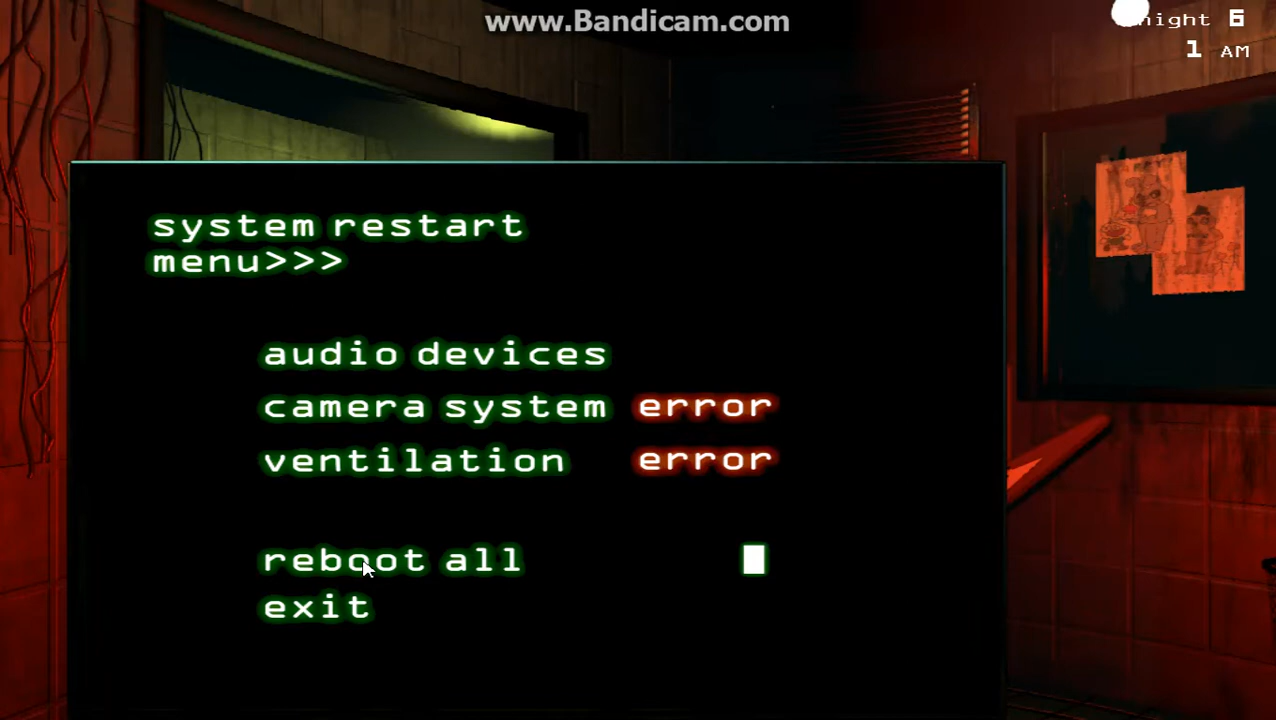 www.Bandicam.com
night 6
1 AM
system restart
menu>>>
audio devices
camera system error
ventilation error
reboot all
exit